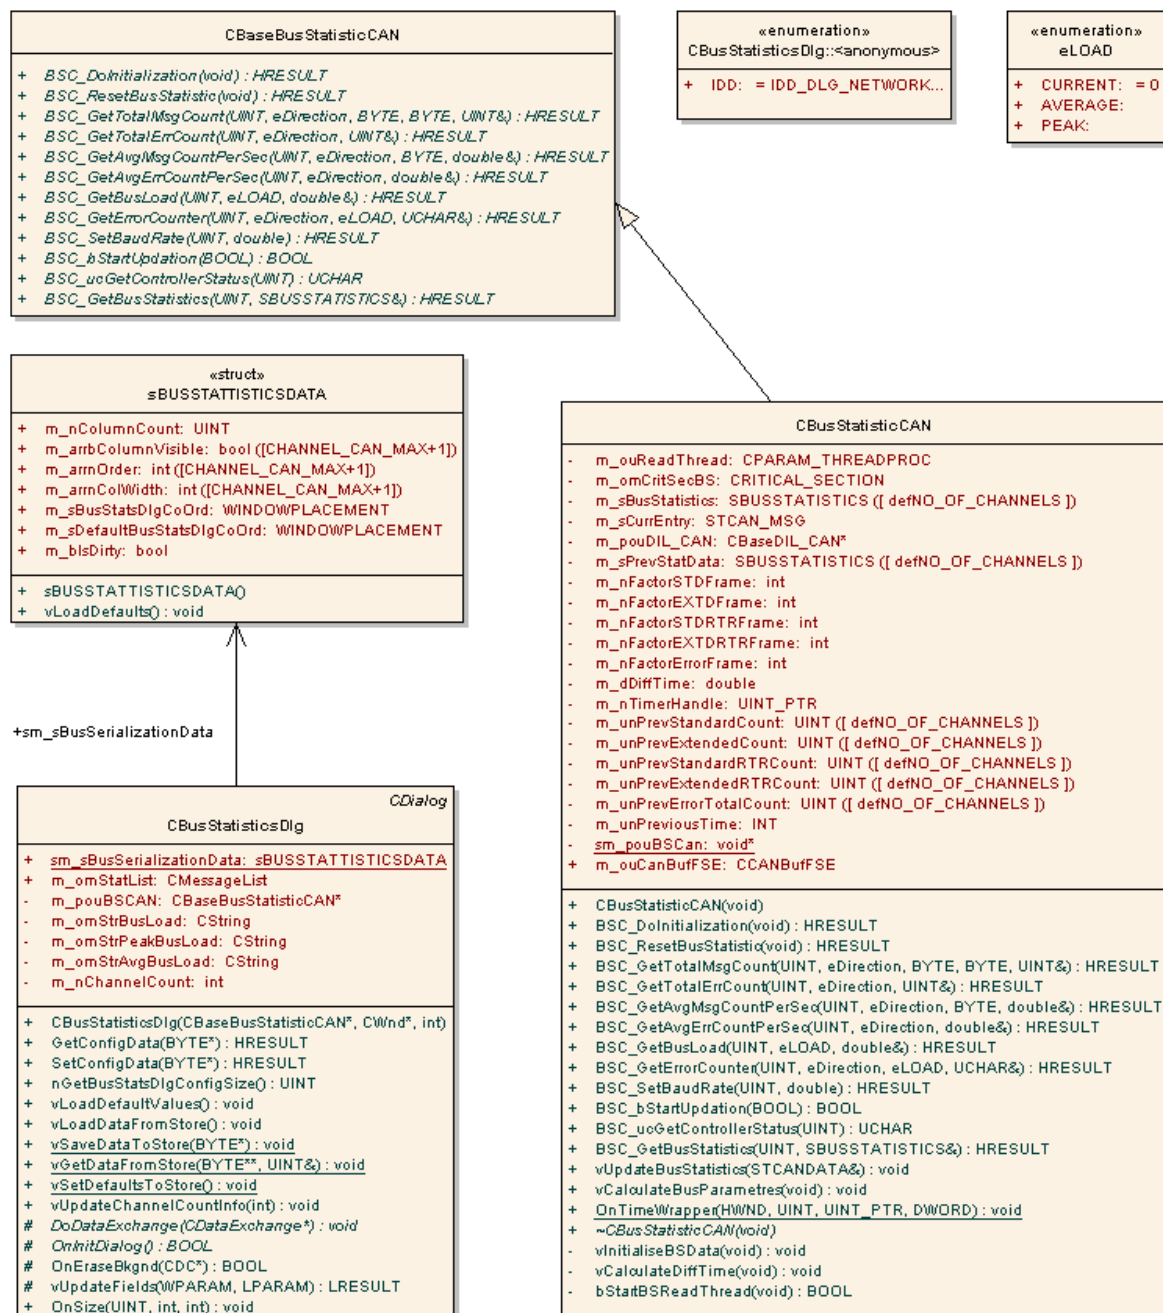 CBaseBusStatisticCAN
+ BSC_DoInitialization(void) : HRESULT
+ BSC_ResetBusStatistic(void) : HRESULT
+ BSC_GetTotalMsgCount(UINT, eDirection, BYTE, BYTE, UINT&) : HRESULT
+ BSC_GetTotalErrCount(UINT, eDirection, UINT&) : HRESULT
+ BSC_GetAvgMsgCountPerSec(UINT, eDirection, BYTE, double&) : HRESULT
+ BSC_GetAvgErrCountPerSec(UINT, eDirection, double&) : HRESULT
+ BSC_GetBusLoad(UINT, eLOAD, double&) : HRESULT
+ BSC_GetErrorCounter(UINT, eDirection, eLOAD, UCHAR&) : HRESULT
+ BSC_SetBaudRate(UINT, double) : HRESULT
+ BSC_bStartUpdation(BOOL) : BOOL
+ BSC_ucGetControllerStatus(UINT) : UCHAR
+ BSC_GetBusStatistics(UINT, SBUSSTATISTICS&) : HRESULT
«enumeration»
CBusStatisticsDlg::<anonymous>
+ IDD: = IDD_DLG_NETWORK...
«enumeration»
eLOAD
+ CURRENT: = 0
+ AVERAGE:
+ PEAK:
«struct»
sBUSSTATTISTICSDATA
+ m_nColumnCount: UINT
+ m_arrbColumnVisible: bool ([CHANNEL_CAN_MAX+1])
+ m_arrnOrder: int ([CHANNEL_CAN_MAX+1])
+ m_arrnColWidth: int ([CHANNEL_CAN_MAX+1])
+ m_sBusStatsDlgCoOrd: WINDOWPLACEMENT
+ m_sDefaultBusStatsDlgCoOrd: WINDOWPLACEMENT
+ m_bIsDirty: bool
+ sBUSSTATTISTICSDATA()
+ vLoadDefaults() : void
+sm_sBusSerializationData
CDialog
CBusStatisticsDlg
+ sm_sBusSerializationData: sBUSSTATTISTICSDATA
+ m_omStatList: CMessageList
- m_pouBSCAN: CBaseBusStatisticCAN*
- m_omStrBusLoad: CString
- m_omStrPeakBusLoad: CString
- m_omStrAvgBusLoad: CString
- m_nChannelCount: int
+ CBusStatisticsDlg(CBaseBusStatisticCAN*, CWnd*, int)
+ GetConfigData(BYTE*) : HRESULT
+ SetConfigData(BYTE*) : HRESULT
+ nGetBusStatsDlgConfigSize() : UINT
+ vLoadDefaultValues() : void
+ vLoadDataFromStore() : void
+ vSaveDataToStore(BYTE*) : void
+ vGetDataFromStore(BYTE**, UINT&) : void
+ vSetDefaultsToStore() : void
+ vUpdateChannelCountInfo(int) : void
# DoDataExchange(CDataExchange*) : void
# OnInitDialog() : BOOL
# OnEraseBkgnd(CDC*) : BOOL
# vUpdateFields(WPARAM, LPARAM) : LRESULT
+ OnSize(UINT, int, int) : void
CBusStatisticCAN
- m_ouReadThread: CPARAM_THREADPROC
- m_omCritSecBS: CRITICAL_SECTION
- m_sBusStatistics: SBUSSTATISTICS ([ defNO_OF_CHANNELS ])
- m_sCurrEntry: STCAN_MSG
- m_pouDIL_CAN: CBaseDIL_CAN*
- m_sPrevStatData: SBUSSTATISTICS ([ defNO_OF_CHANNELS ])
- m_nFactorSTDFrame: int
- m_nFactorEXTDFrame: int
- m_nFactorSTDRTRFrame: int
- m_nFactorEXTDRTRFrame: int
- m_nFactorErrorFrame: int
- m_dDiffTime: double
- m_nTimerHandle: UINT_PTR
- m_unPrevStandardCount: UINT ([ defNO_OF_CHANNELS ])
- m_unPrevExtendedCount: UINT ([ defNO_OF_CHANNELS ])
- m_unPrevStandardRTRCount: UINT ([ defNO_OF_CHANNELS ])
- m_unPrevExtendedRTRCount: UINT ([ defNO_OF_CHANNELS ])
- m_unPrevErrorTotalCount: UINT ([ defNO_OF_CHANNELS ])
- m_unPreviousTime: INT
- sm_pouBSCan: void*
+ m_ouCanBufFSE: CCANBufFSE
+ CBusStatisticCAN(void)
+ BSC_DoInitialization(void) : HRESULT
+ BSC_ResetBusStatistic(void) : HRESULT
+ BSC_GetTotalMsgCount(UINT, eDirection, BYTE, BYTE, UINT&) : HRESULT
+ BSC_GetTotalErrCount(UINT, eDirection, UINT&) : HRESULT
+ BSC_GetAvgMsgCountPerSec(UINT, eDirection, BYTE, double&) : HRESULT
+ BSC_GetAvgErrCountPerSec(UINT, eDirection, double&) : HRESULT
+ BSC_GetBusLoad(UINT, eLOAD, double&) : HRESULT
+ BSC_GetErrorCounter(UINT, eDirection, eLOAD, UCHAR&) : HRESULT
+ BSC_SetBaudRate(UINT, double) : HRESULT
+ BSC_bStartUpdation(BOOL) : BOOL
+ BSC_ucGetControllerStatus(UINT) : UCHAR
+ BSC_GetBusStatistics(UINT, SBUSSTATISTICS&) : HRESULT
+ vUpdateBusStatistics(STCANDATA&) : void
+ vCalculateBusParametres(void) : void
+ OnTimeWrapper(HWND, UINT, UINT_PTR, DWORD) : void
+ ~CBusStatisticCAN(void)
- vInitialiseBSData(void) : void
- vCalculateDiffTime(void) : void
- bStartBSReadThread(void) : BOOL